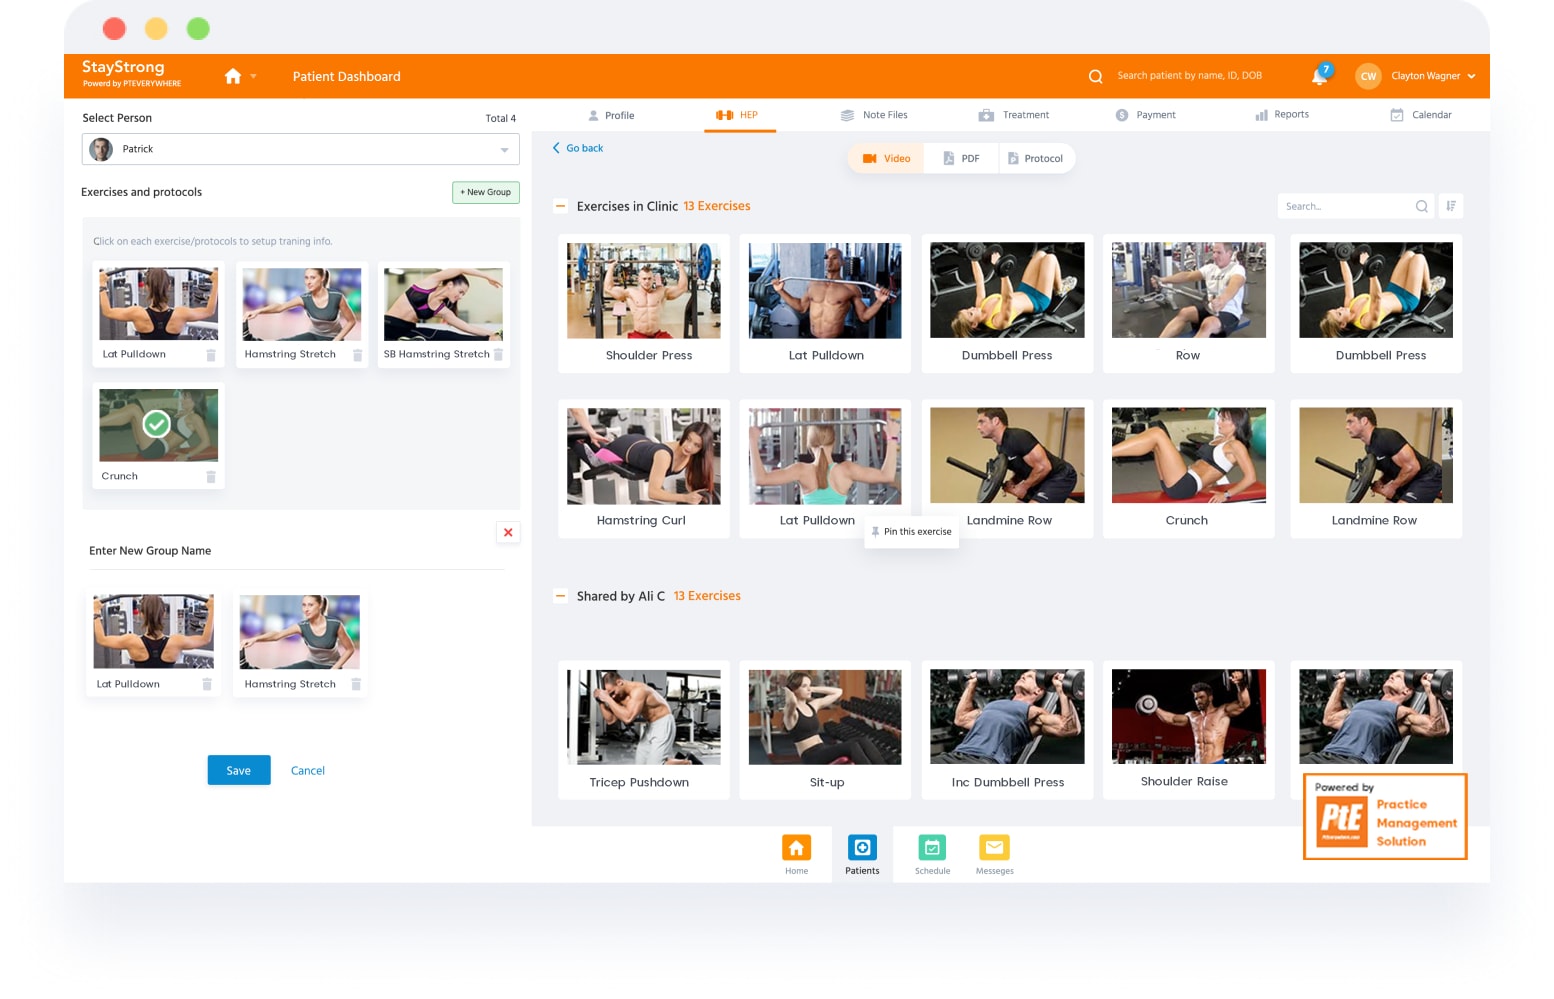 StayStrong
Powerd by PTEVERYWHERE
Patient Dashboard
Search patient by name, ID, DOB
7
CW
Clayton Wagner
Select Person
Total 4
Patrick
Exercises and protocols
+ New Group
Click on each exercise/protocols to setup traning info.
Lat Pulldown
Hamstring Stretch
SB Hamstring Stretch
Crunch
Enter New Group Name
Lat Pulldown
Hamstring Stretch
Save
Cancel
Profile
HEP
Note Files
Treatment
Payment
Reports
Calendar
Go back
Video
PDF
Protocol
Exercises in Clinic 13 Exercises
Search...
Shoulder Press
Lat Pulldown
Dumbbell Press
Row
Dumbbell Press
Hamstring Curl
Lat Pulldown
Landmine Row
Crunch
Landmine Row
Pin this exercise
Shared by Ali C 13 Exercises
Tricep Pushdown
Sit-up
Inc Dumbbell Press
Shoulder Raise
Powered by
PtE
Practice
Management
Solution
Home
Patients
Schedule
Messeges